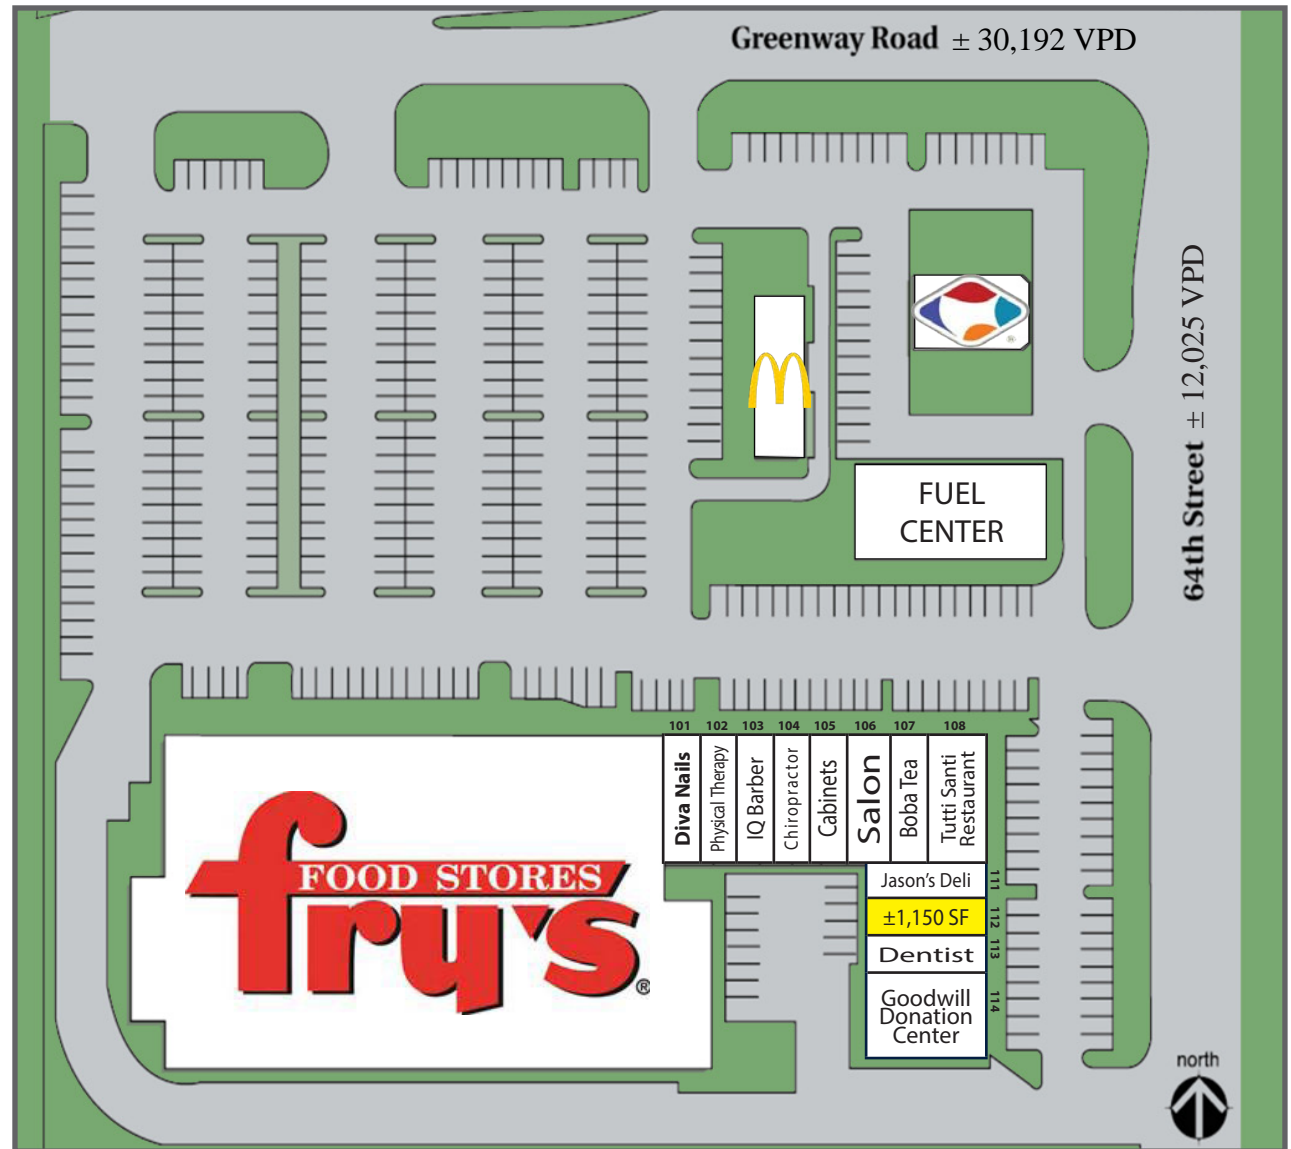 Greenway Road ± 30,192 VPD
64th Street ± 12,025 VPD
®
FUEL
CENTER
101 102 103 104 105 106 107 108
Diva Nails
Physical Therapy
IQ Barber
Chiropractor
Cabinets
Salon
Boba Tea
Tutti Santi
Restaurant
fry's
FOOD STORES
®
Jason's Deli
111
±1,150 SF
112
Dentist
113
Goodwill
Donation
Center
114
north